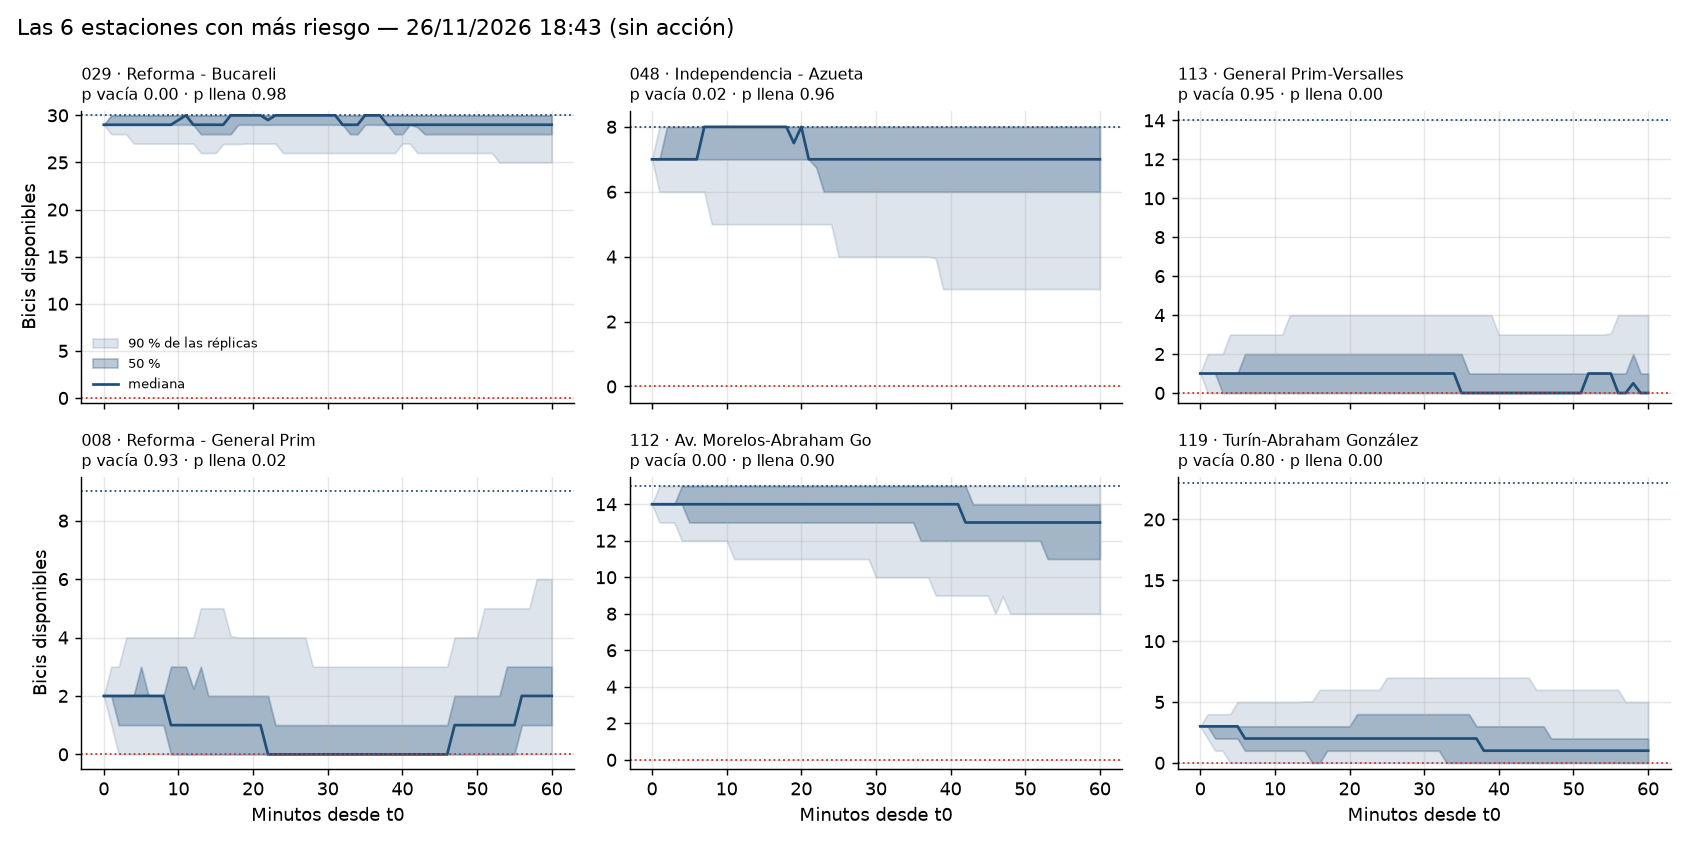 Las 6 estaciones con más riesgo — 26/11/2026 18:43 (sin acción)
029 · Reforma - Bucareli
p vacía 0.00 · p llena 0.98
048 · Independencia - Azueta
p vacía 0.02 · p llena 0.96
113 · General Prim-Versalles
p vacía 0.95 · p llena 0.00
Bicis disponibles
30
25
20
15
10
5
0
90 % de las réplicas
50 %
mediana
8
6
4
2
0
14
12
10
8
6
4
2
0
008 · Reforma - General Prim
p vacía 0.93 · p llena 0.02
112 · Av. Morelos-Abraham Go
p vacía 0.00 · p llena 0.90
119 · Turín-Abraham González
p vacía 0.80 · p llena 0.00
Bicis disponibles
8
6
4
2
0
0 10 20 30 40 50 60
Minutos desde t0
14
12
10
8
6
4
2
0
0 10 20 30 40 50 60
Minutos desde t0
20
15
10
5
0
0 10 20 30 40 50 60
Minutos desde t0